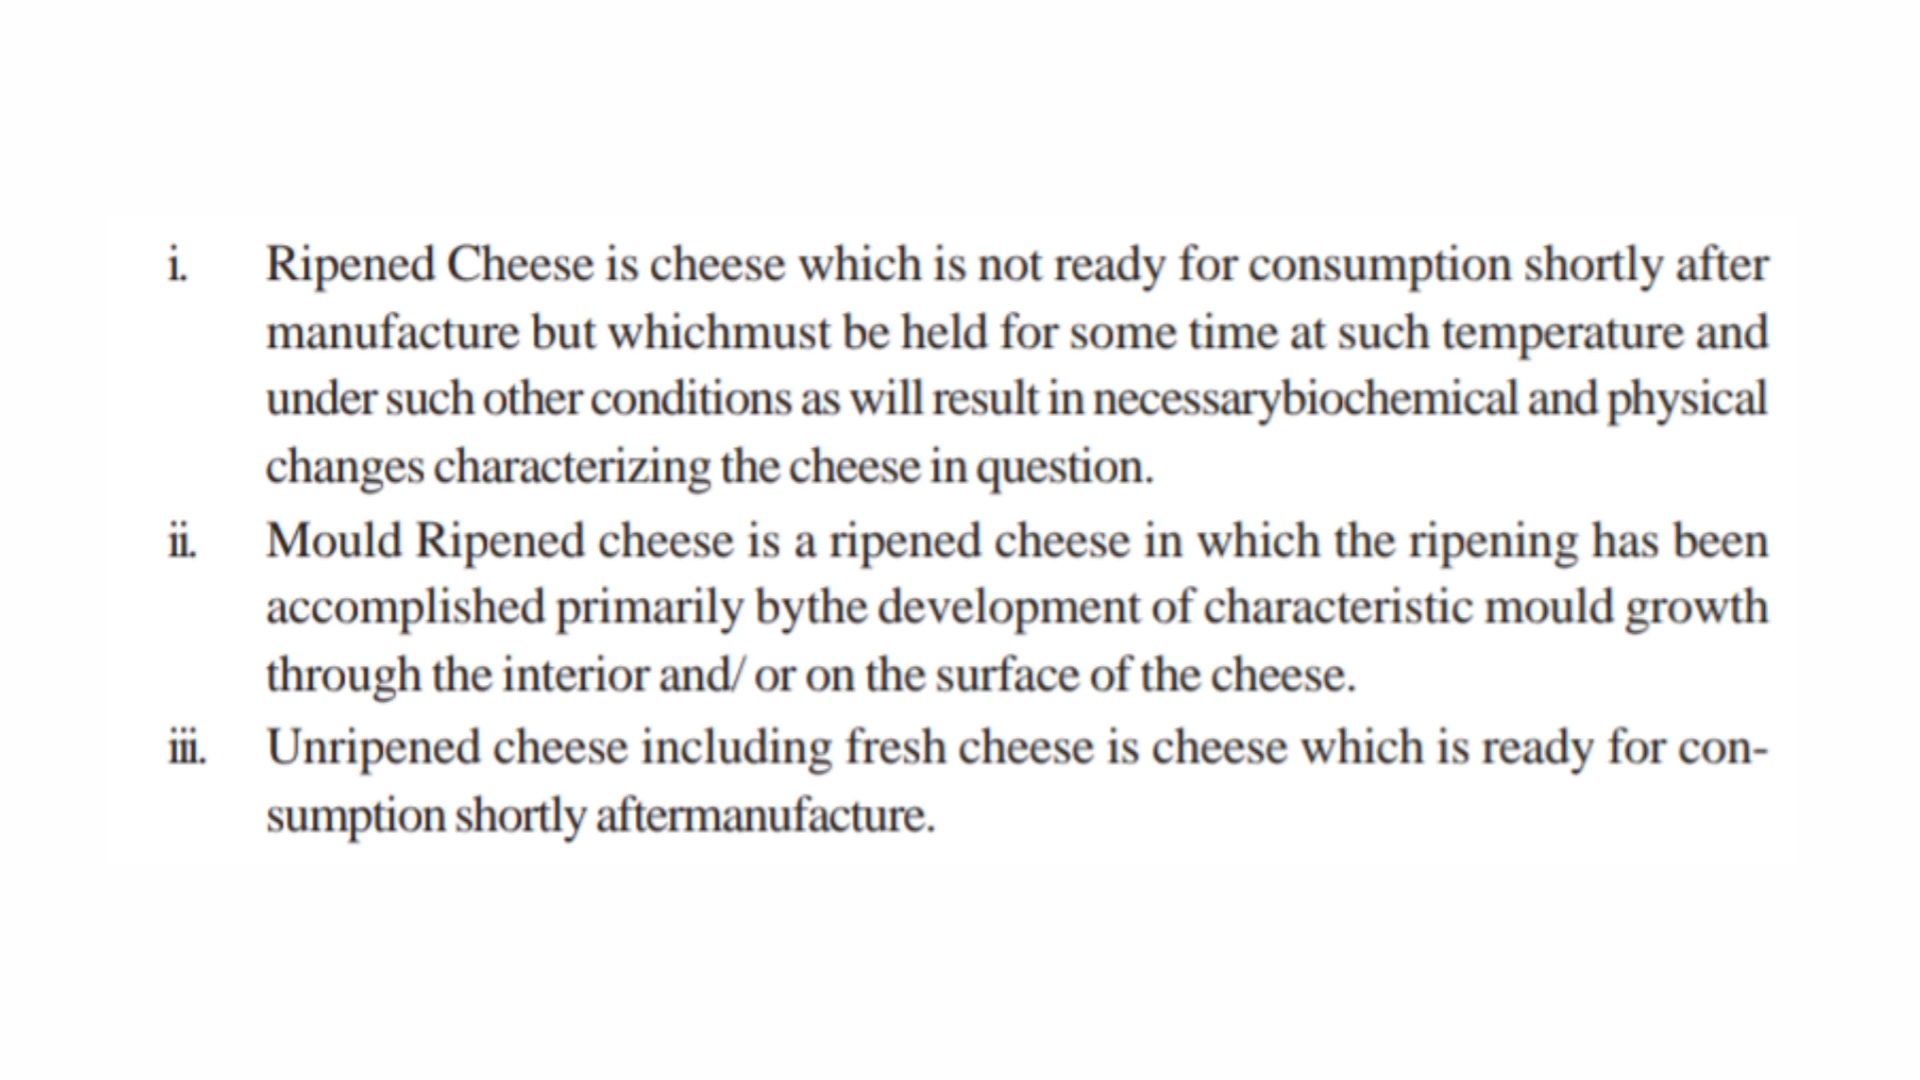 i. Ripened Cheese is cheese which is not ready for consumption shortly after
manufacture but whichmust be held for some time at such temperature and
under such other conditions as will result in necessarybiochemical and physical
changes characterizing the cheese in question.
ii. Mould Ripened cheese is a ripened cheese in which the ripening has been
accomplished primarily bythe development of characteristic mould growth
through the interior and/ or on the surface of the cheese.
iii. Unripened cheese including fresh cheese is cheese which is ready for con-
sumption shortly aftermanufacture.